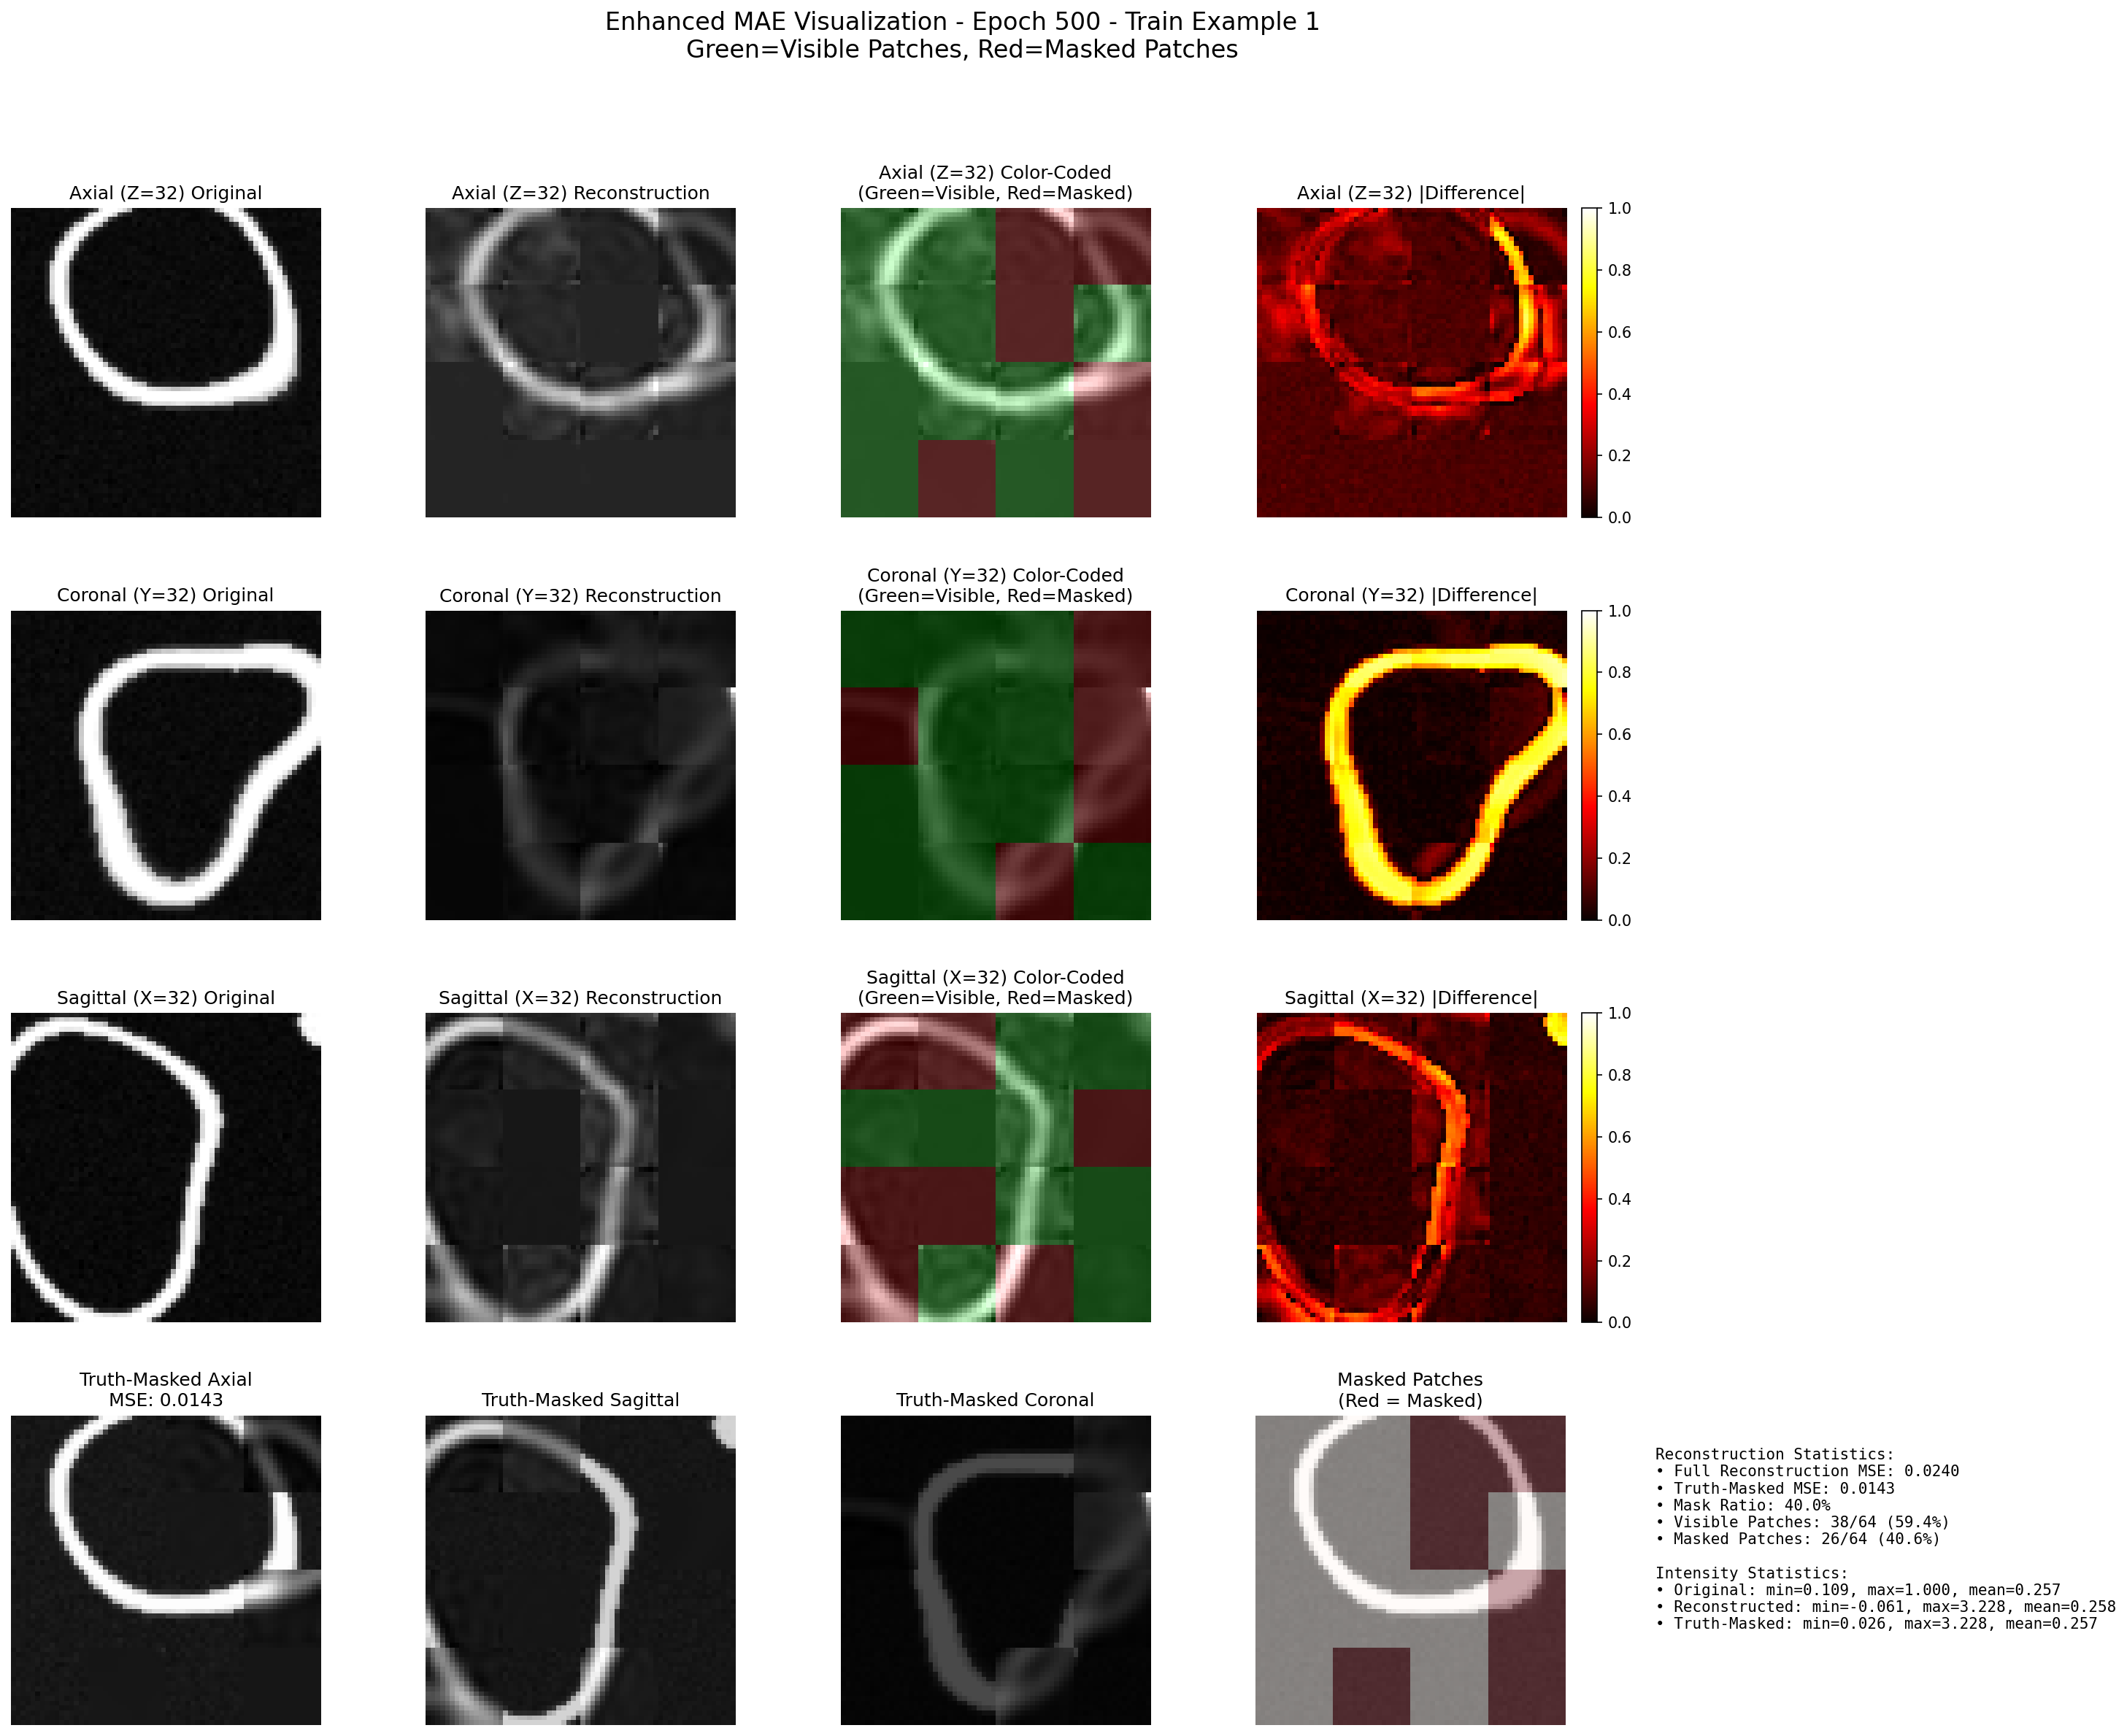 Enhanced MAE Visualization - Epoch 500 - Train Example 1
Green=Visible Patches, Red=Masked Patches
Axial (Z=32) Original
Axial (Z=32) Reconstruction
Axial (Z=32) Color-Coded
(Green=Visible, Red=Masked)
Axial (Z=32) |Difference|
1.0
0.8
0.6
0.4
0.2
0.0
Coronal (Y=32) Original
Coronal (Y=32) Reconstruction
Coronal (Y=32) Color-Coded
(Green=Visible, Red=Masked)
Coronal (Y=32) |Difference|
1.0
0.8
0.6
0.4
0.2
0.0
Sagittal (X=32) Original
Sagittal (X=32) Reconstruction
Sagittal (X=32) Color-Coded
(Green=Visible, Red=Masked)
Sagittal (X=32) |Difference|
1.0
0.8
0.6
0.4
0.2
0.0
Truth-Masked Axial
MSE: 0.0143
Truth-Masked Sagittal
Truth-Masked Coronal
Masked Patches
(Red = Masked)
Reconstruction Statistics:
• Full Reconstruction MSE: 0.0240
• Truth-Masked MSE: 0.0143
• Mask Ratio: 40.0%
• Visible Patches: 38/64 (59.4%)
• Masked Patches: 26/64 (40.6%)
Intensity Statistics:
• Original: min=0.109, max=1.000, mean=0.257
• Reconstructed: min=-0.061, max=3.228, mean=0.258
• Truth-Masked: min=0.026, max=3.228, mean=0.257